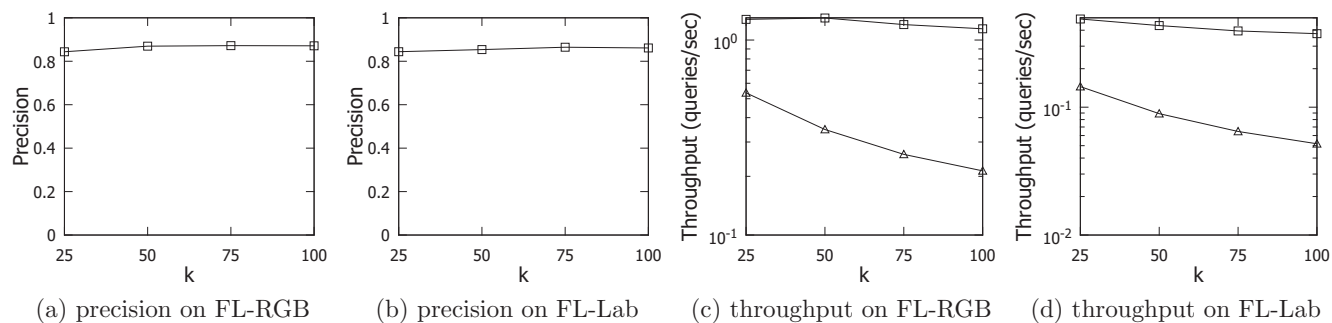 1
0.8
0.6
0.4
0.2
0
25 50 75 100
Precision
k
(a) precision on FL-RGB
1
0.8
0.6
0.4
0.2
0
25 50 75 100
Precision
k
(b) precision on FL-Lab
10^0
10^-1
25 50 75 100
Throughput (queries/sec)
k
(c) throughput on FL-RGB
10^-1
10^-2
25 50 75 100
Throughput (queries/sec)
k
(d) throughput on FL-Lab